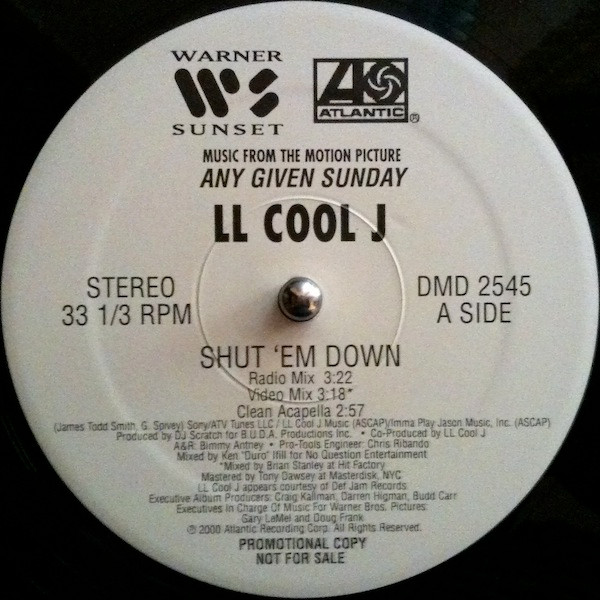 WARNER
WS
SUNSET
ATLANTIC®
MUSIC FROM THE MOTION PICTURE
ANY GIVEN SUNDAY
LL COOL J
STEREO
33 1/3 RPM
DMD 2545
A SIDE
SHUT 'EM DOWN
Radio Mix 3:22
Video Mix 3:18*
Clean Acapella 2:57
(James Todd Smith, G. Spivey) Sony/ATV Tunes LLC / LL Cool J Music (ASCAP)/Imma Play Jason Music, Inc. (ASCAP)
Produced by DJ Scratch for B.U.D.A. Productions Inc. • Co-Produced by LL Cool J
A&R: Bimmy Antney • Pro-Tools Engineer: Chris Ribando
Mixed by Ken "Duro" Ifill for No Question Entertainment
*Mixed by Brian Stanley at Hit Factory
Mastered by Tony Dawsey at Masterdisk, NYC
LL Cool J appears courtesy of Def Jam Records
Executive Album Producers: Craig Kallman, Darren Higman, Budd Carr
Executives In Charge Of Music For Warner Bros. Pictures:
Gary LeMel and Doug Frank
℗ 2000 Atlantic Recording Corp. All Rights Reserved.
PROMOTIONAL COPY
NOT FOR SALE